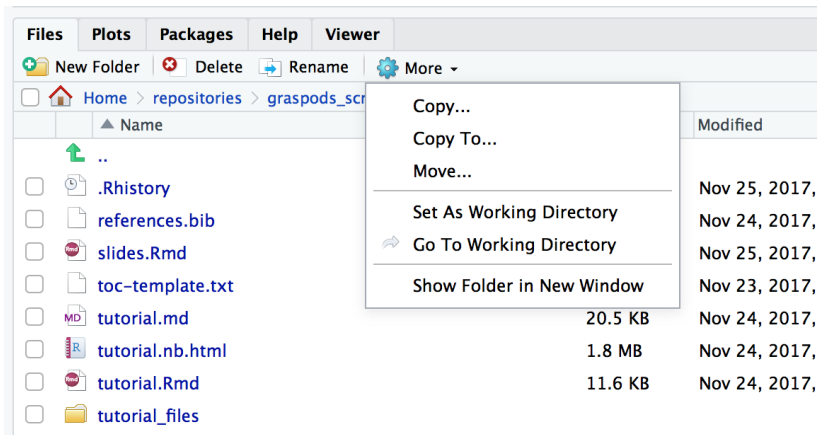 Files Plots Packages Help Viewer
New Folder Delete Rename More
Home repositories graspods_scr
Name Modified
..
.Rhistory Nov 25, 2017,
references.bib Nov 24, 2017,
slides.Rmd Nov 25, 2017,
toc-template.txt Nov 23, 2017,
tutorial.md 20.5 KB Nov 24, 2017,
tutorial.nb.html 1.8 MB Nov 24, 2017,
tutorial.Rmd 11.6 KB Nov 24, 2017,
tutorial_files
Copy...
Copy To...
Move...
Set As Working Directory
Go To Working Directory
Show Folder in New Window
Rmd
MD
R
Rmd